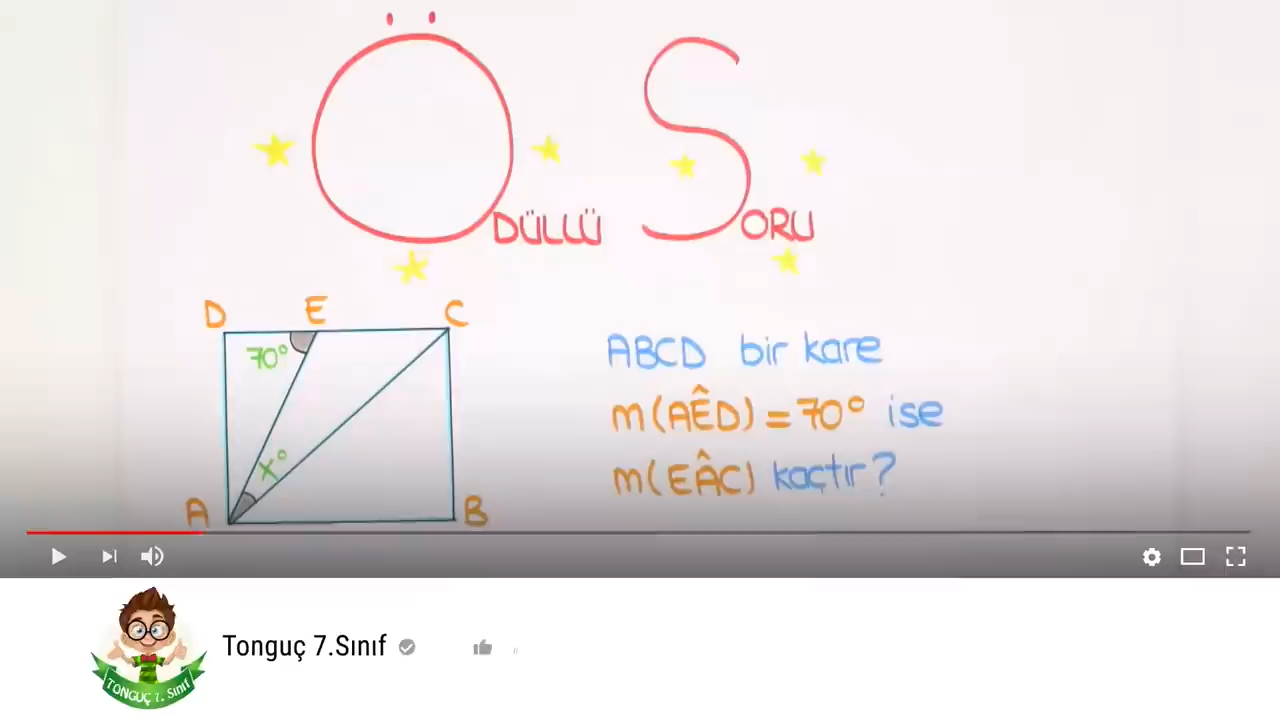 ÖDÜLLÜ SORU
D E C
70°
x°
A B
ABCD bir kare
m(AÊD) = 70° ise
m(EÂC) kaçtır?
Tonguç 7.Sınıf
TONGUÇ 7. Sınıf